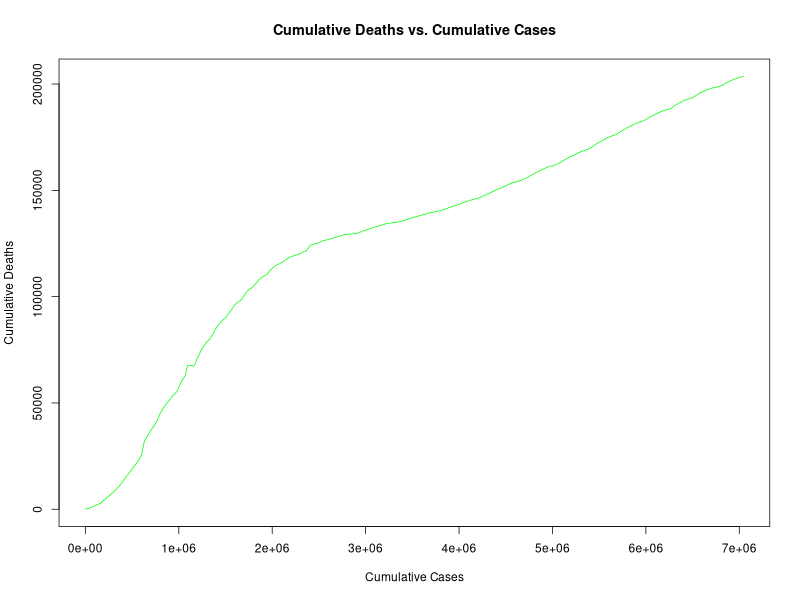 Cumulative Deaths vs. Cumulative Cases
Cumulative Deaths
200000
150000
100000
50000
0
0e+00 1e+06 2e+06 3e+06 4e+06 5e+06 6e+06 7e+06
Cumulative Cases